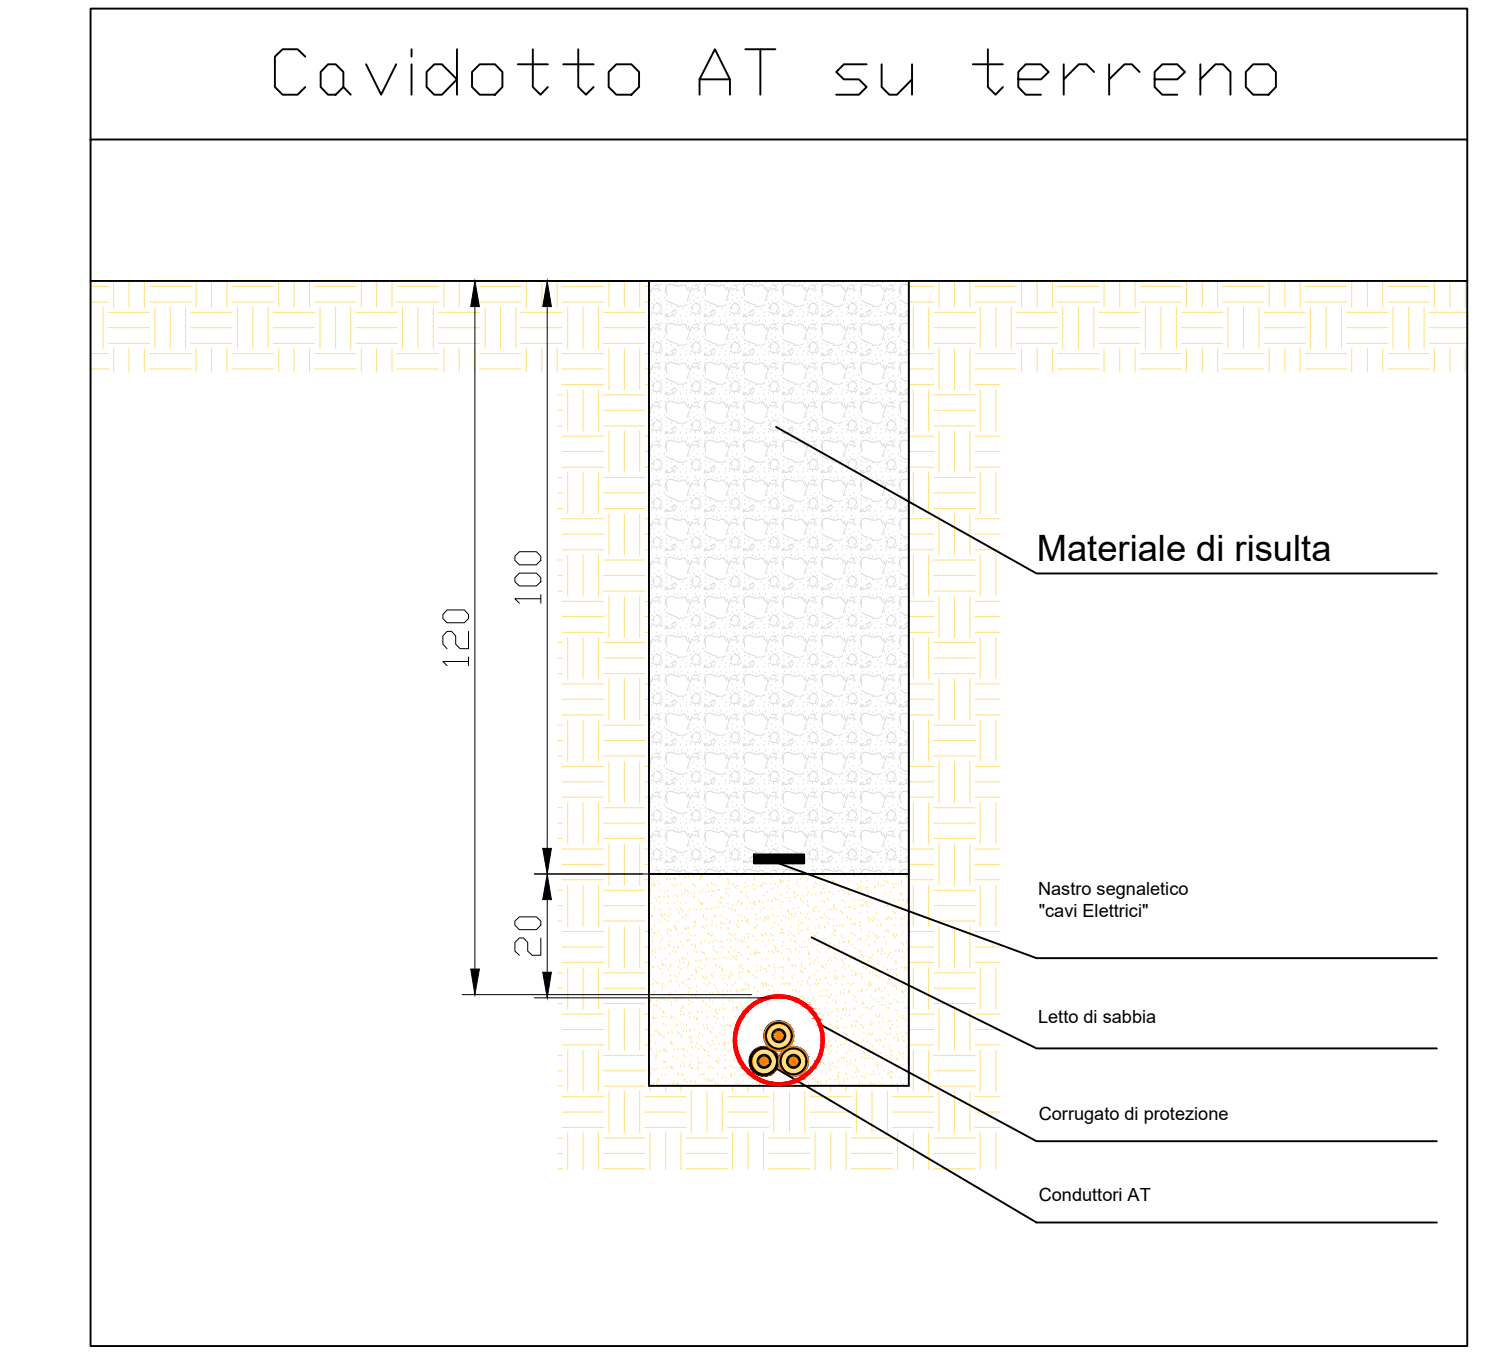 Cavidotto AT su terreno
100
120
Materiale di risulta
20
Nastro segnaletico
"cavi Elettrici"
Letto di sabbia
Corrugato di protezione
Conduttori AT